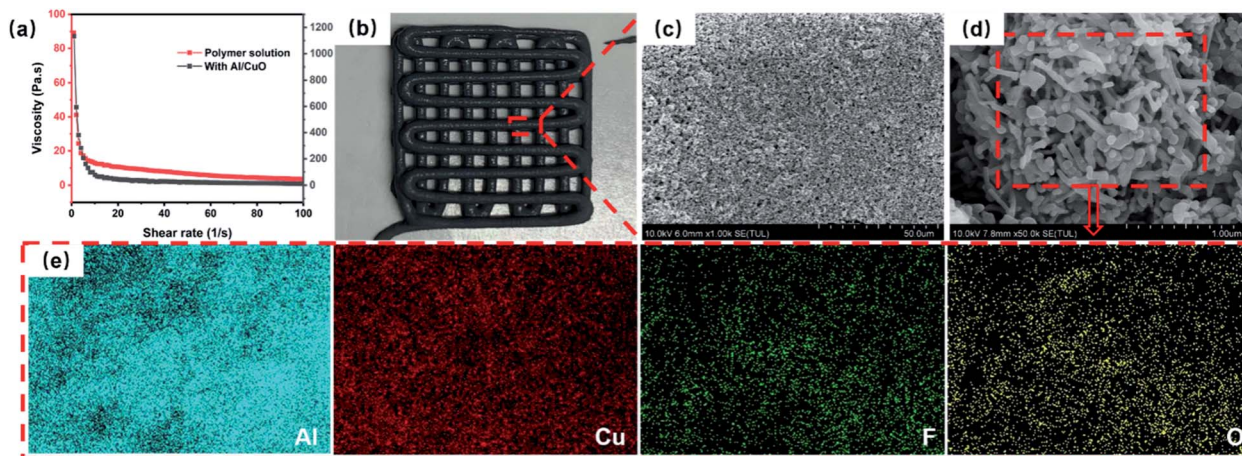 (a)
100
80
60
40
20
0
Viscosity (Pa.s)
Polymer solution
With Al/CuO
1200
1000
800
600
400
200
0
0 20 40 60 80 100
Shear rate (1/s)
(b)
(c)
10.0kV 6.0mm x1.00k SE(TUL)
50.0um
(d)
10.0kV 7.8mm x50.0k SE(TUL)
1.00um
(e)
Al
Cu
F
O